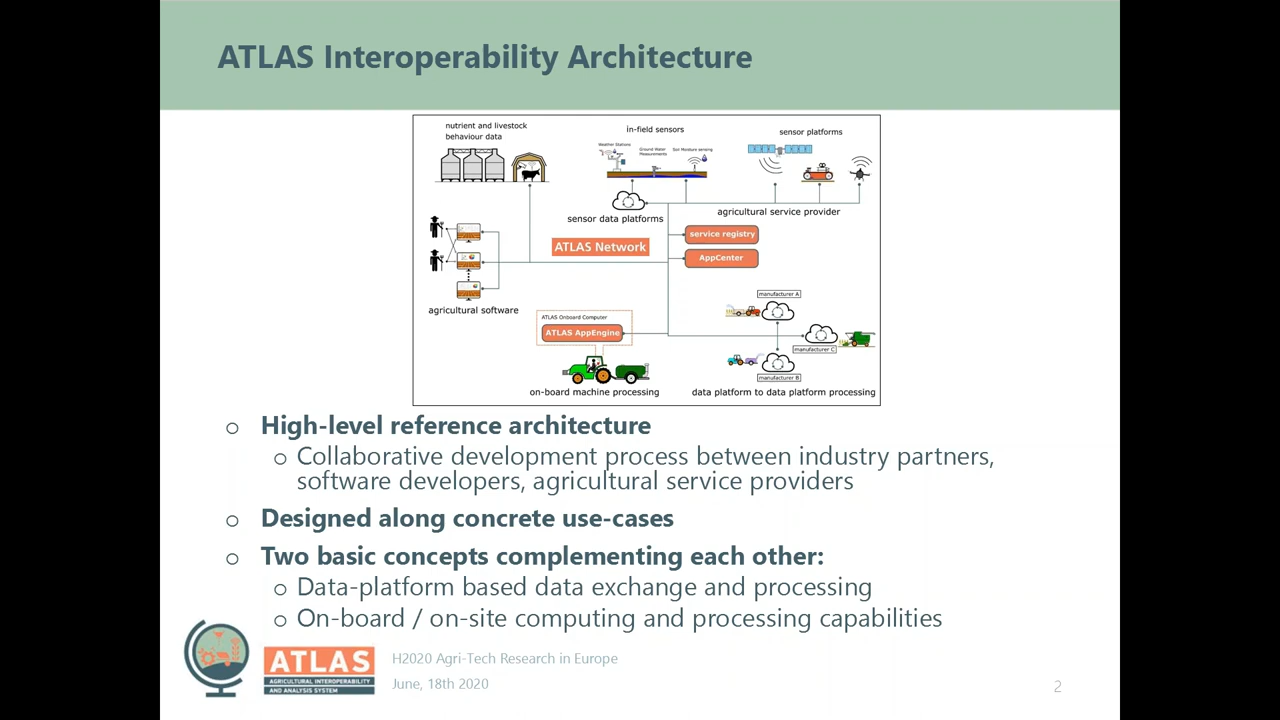 ATLAS Interoperability Architecture
nutrient and livestock
behaviour data
in-field sensors
Weather Stations
Ground Water
Measurements
Soil Moisture sensing
sensor platforms
sensor data platforms
agricultural service provider
ATLAS Network
service registry
AppCenter
agricultural software
ATLAS Onboard Computer
ATLAS AppEngine
on-board machine processing
manufacturer A
manufacturer C
manufacturer B
data platform to data platform processing
o High-level reference architecture
o Collaborative development process between industry partners,
software developers, agricultural service providers
o Designed along concrete use-cases
o Two basic concepts complementing each other:
o Data-platform based data exchange and processing
o On-board / on-site computing and processing capabilities
ATLAS
AGRICULTURAL INTEROPERABILITY
AND ANALYSIS SYSTEM
H2020 Agri-Tech Research in Europe
June, 18th 2020
2